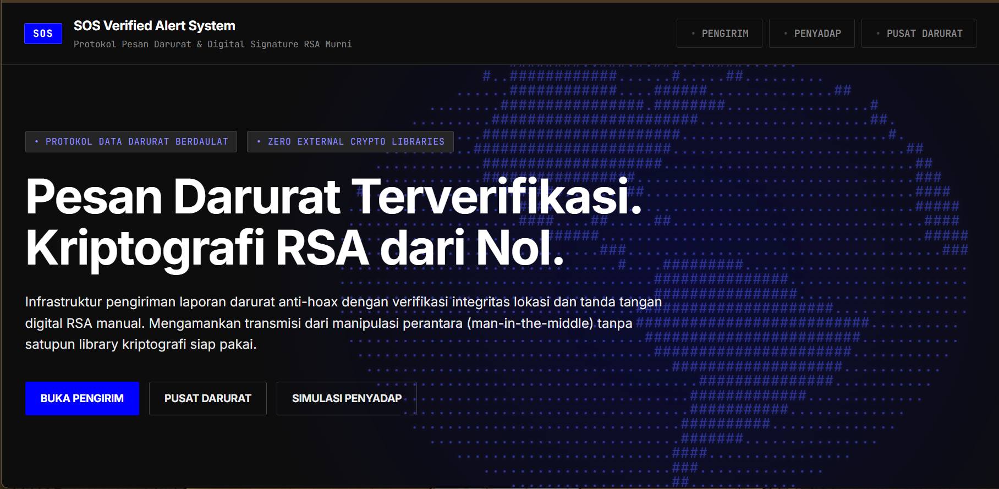 SOS
SOS Verified Alert System
Protokol Pesan Darurat & Digital Signature RSA Murni
• PENGIRIM
• PENYADAP
• PUSAT DARURAT
• PROTOKOL DATA DARURAT BERDAULAT
• ZERO EXTERNAL CRYPTO LIBRARIES
Pesan Darurat Terverifikasi.
Kriptografi RSA dari Nol.
Infrastruktur pengiriman laporan darurat anti-hoax dengan verifikasi integritas lokasi dan tanda tangan
digital RSA manual. Mengamankan transmisi dari manipulasi perantara (man-in-the-middle) tanpa
satupun library kriptografi siap pakai.
BUKA PENGIRIM
PUSAT DARURAT
SIMULASI PENYADAP